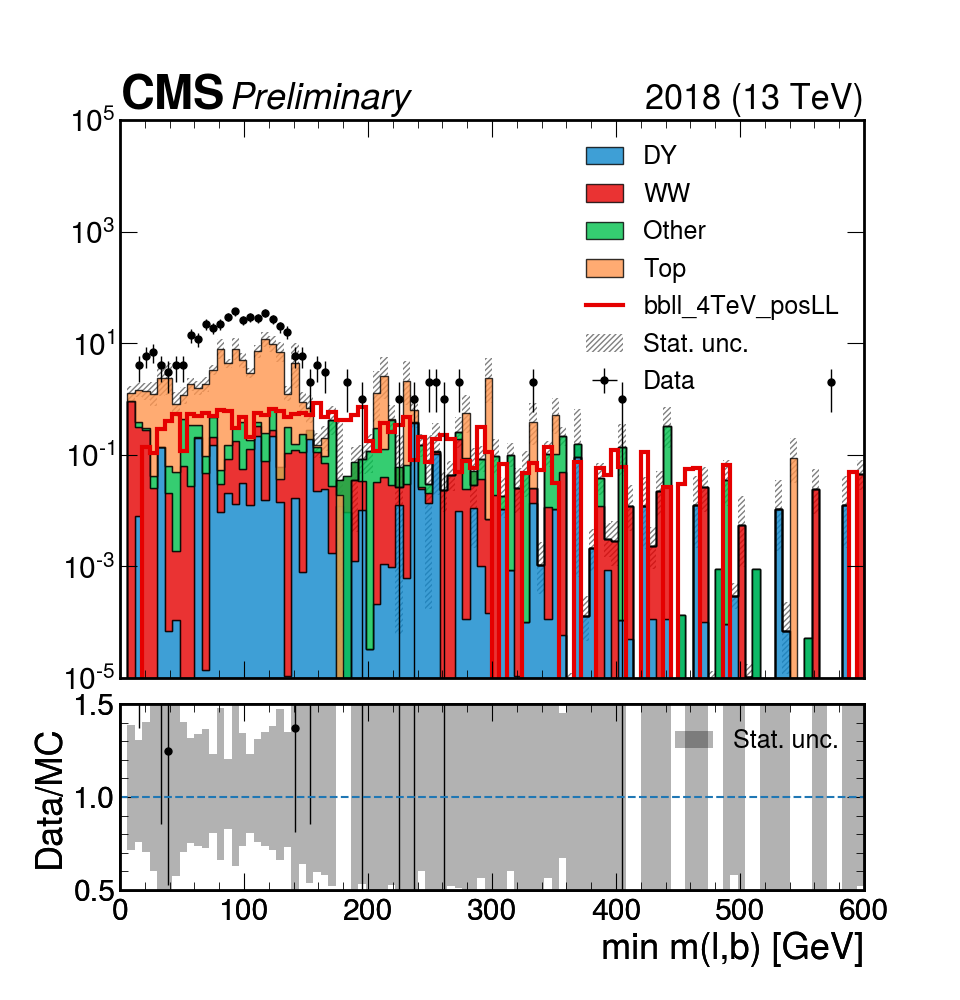 CMS Preliminary 2018 (13 TeV)
10^5
10^3
10^1
10^-1
10^-3
10^-5
DY
WW
Other
Top
bbll_4TeV_posLL
Stat. unc.
Data
Data/MC
1.5
1.0
0.5
Stat. unc.
0 100 200 300 400 500 600
min m(l,b) [GeV]